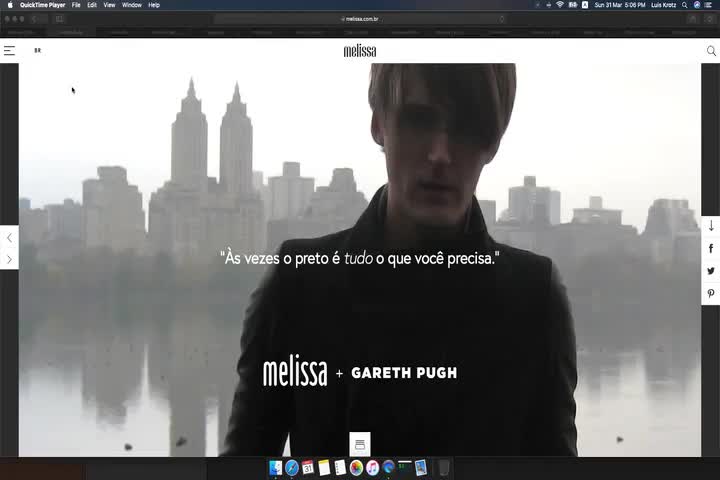 QuickTime Player File Edit View Window Help
Sun 31 Mar 5:06 PM Luis Krotz
melissa.com.br
BR
melissa
"Às vezes o preto é tudo o que você precisa."
melissa + GARETH PUGH